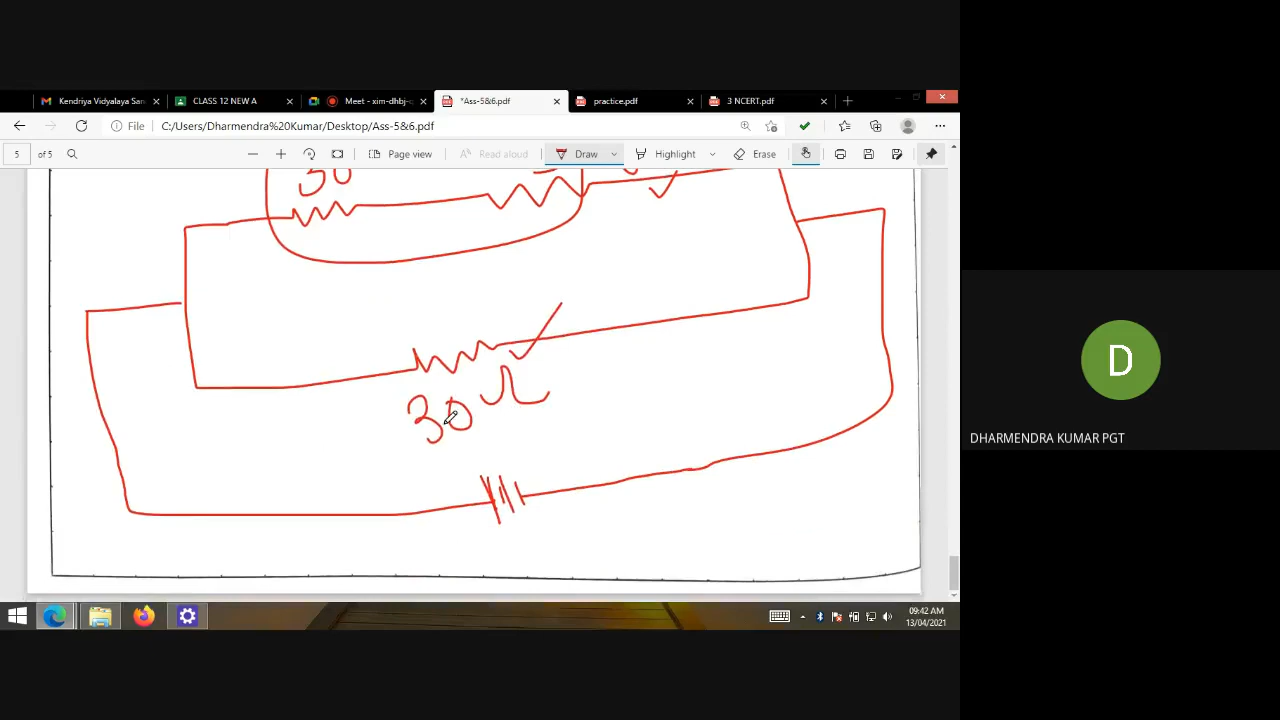 Kendriya Vidyalaya San
CLASS 12 NEW A
Meet - xim-dhbj-c
*Ass-5&6.pdf
practice.pdf
3 NCERT.pdf
File
C:/Users/Dharmendra%20Kumar/Desktop/Ass-5&6.pdf
5 of 5
Page view
Read aloud
Draw
Highlight
Erase
30
30 Ω
D
DHARMENDRA KUMAR PGT
09:42 AM
13/04/2021